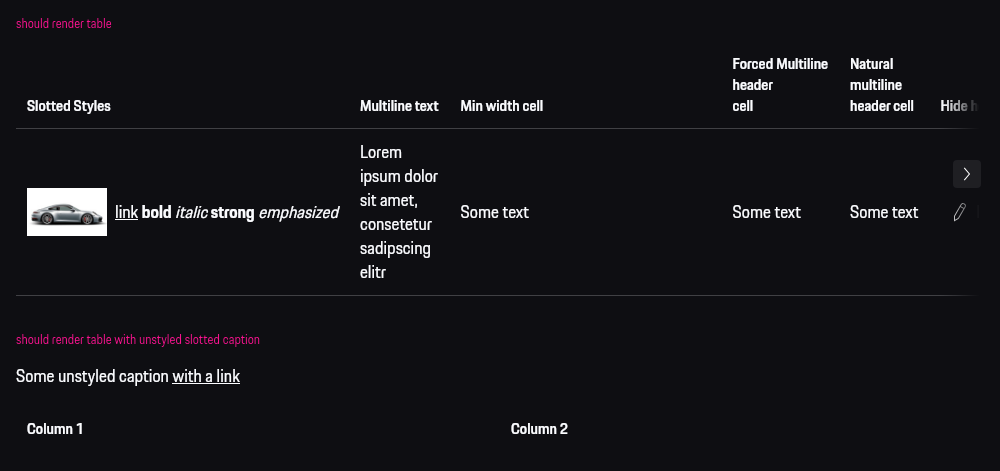 should render table
Forced Multiline
header
cell
Natural
multiline
header cell
Slotted Styles
Multiline text
Min width cell
Hide
Lorem
ipsum dolor
sit amet,
consetetur
sadipscing
elitr
link bold italic strong emphasized
Some text
Some text
Some text
should render table with unstyled slotted caption
Some unstyled caption with a link
Column 1
Column 2